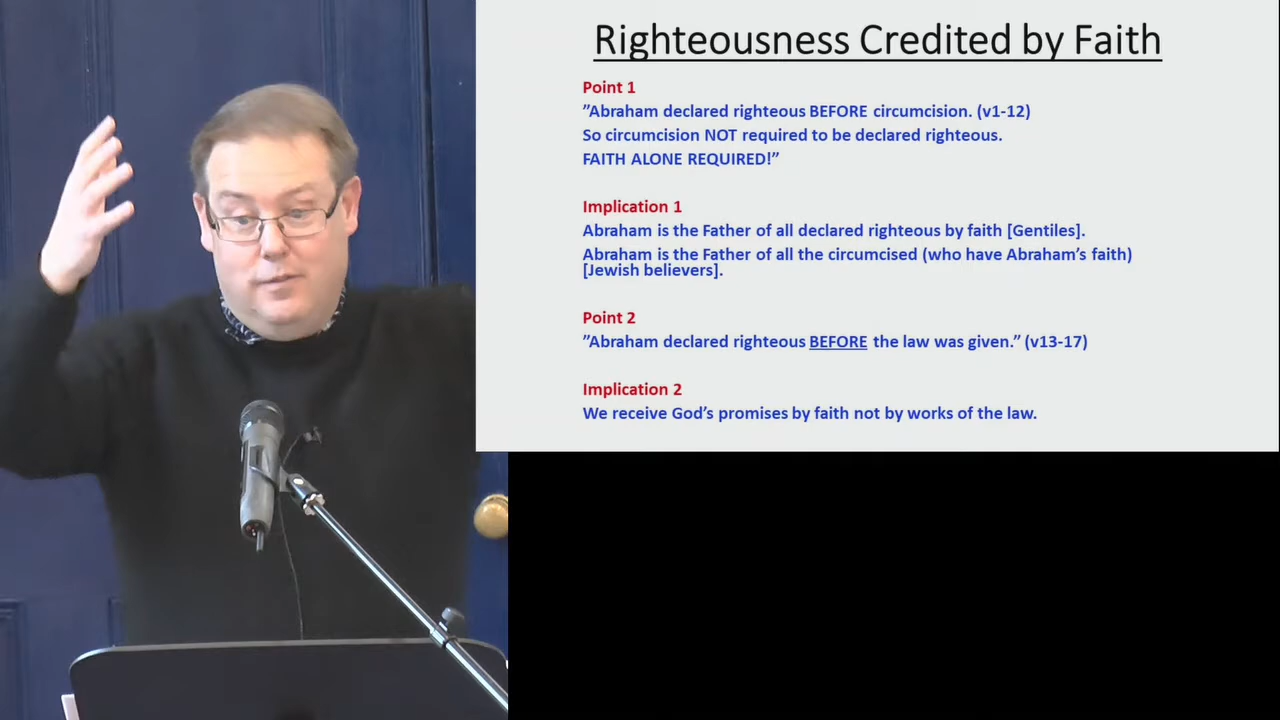 Righteousness Credited by Faith
Point 1
”Abraham declared righteous BEFORE circumcision. (v1-12)
So circumcision NOT required to be declared righteous.
FAITH ALONE REQUIRED!”
Implication 1
Abraham is the Father of all declared righteous by faith [Gentiles].
Abraham is the Father of all the circumcised (who have Abraham’s faith)
[Jewish believers].
Point 2
”Abraham declared righteous BEFORE the law was given.” (v13-17)
Implication 2
We receive God’s promises by faith not by works of the law.